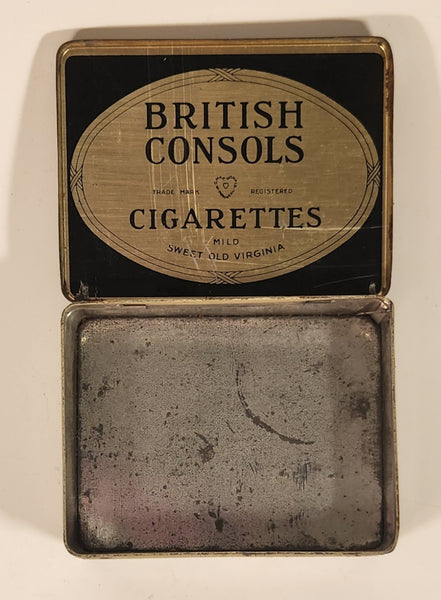 BRITISH
CONSOLS
TRADE MARK REGISTERED
CIGARETTES
MILD
SWEET OLD VIRGINIA